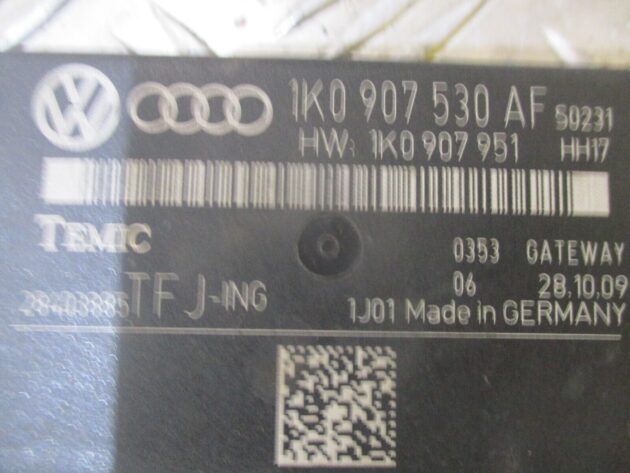 1K0 907 530 AF S0231
HW: 1K0 907 951 HH17
TEMIC
0353 GATEWAY
06 28.10.09
28403885 TF J-ING
1J01 Made in GERMANY